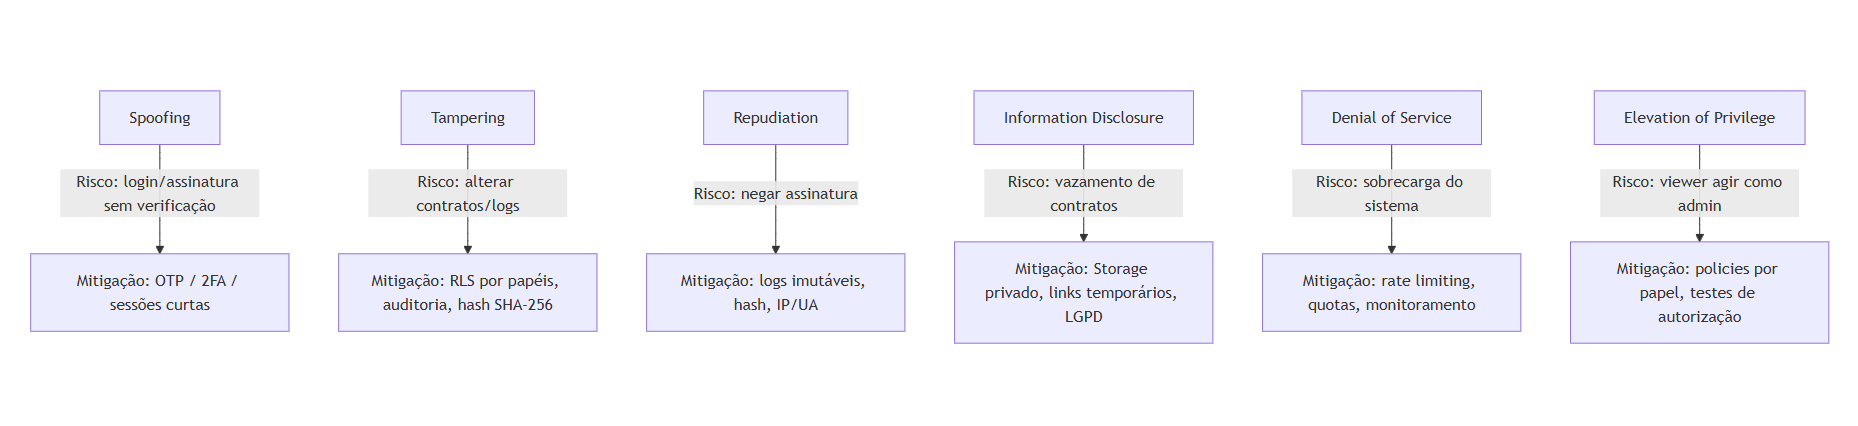 Spoofing
Risco: login/assinatura
sem verificação
Mitigação: OTP / 2FA /
sessões curtas
Tampering
Risco: alterar
contratos/logs
Mitigação: RLS por papéis,
auditoria, hash SHA-256
Repudiation
Risco: negar assinatura
Mitigação: logs imutáveis,
hash, IP/UA
Information Disclosure
Risco: vazamento de
contratos
Mitigação: Storage
privado, links temporários,
LGPD
Denial of Service
Risco: sobrecarga do
sistema
Mitigação: rate limiting,
quotas, monitoramento
Elevation of Privilege
Risco: viewer agir como
admin
Mitigação: policies por
papel, testes de
autorização